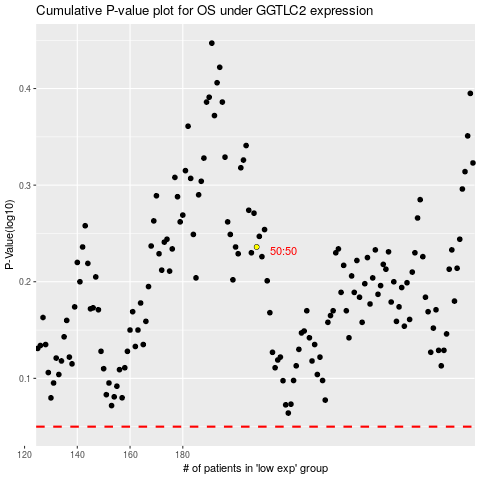 Cumulative P-value plot for OS under GGTLC2 expression
P-Value(log10)
0.4
0.3
0.2
0.1
50:50
120 140 160 180
# of patients in 'low exp' group